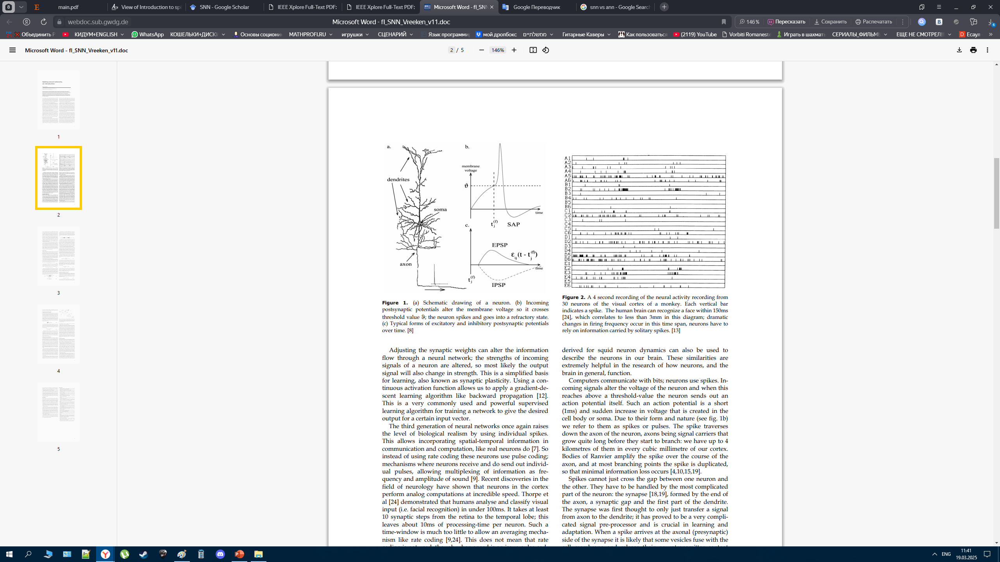 8
main.pdf
View of Introduction to spi
SNN - Google Scholar
IEEE Xplore Full-Text PDF:
IEEE Xplore Full-Text PDF:
Microsoft Word - fI_SNN
Google Переводчик
snn vs ann - Google Search
webdoc.sub.gwdg.de
Microsoft Word - fI_SNN_Vreeken_v11.doc
146 %
Пересказать
Сохранить
Распечатать
4
Объединить P
КИДУМ+ENGLISH
WhatsApp
КОШЕЛЬКИ+ДИСКИ
Основы соционик
MATHPROFI.RU
игрушки
СЦЕНАРИЙ
Язык программи
мой дропбокс
ממשלתיים
Гитарные Каверы
Как пользоваться
(2119) YouTube
Vorbiti Romaneste
Играть в шахмат
СЕРИАЛЫ_ФИЛЬМЫ
ЕЩЕ НЕ СМОТРЕЛ!!!
Есаул
Microsoft Word - fI_SNN_Vreeken_v11.doc
2 / 5
146%
Spiking neural networks,
an introduction
1
2
3
4
5
a.
dendrites
soma
axon
b.
membrane
voltage
ϑ
time
tj(f)
SAP
c.
EPSP
εij(t - tj(f))
time
tj(f)
IPSP
A1
A2
A3
A4
A5
A6
B1
B2
B3
B4
B5
B6
C1
C2
C3
C4
C5
C6
D1
D2
D3
D4
D5
D6
E1
E2
E3
E4
E5
E6
Figure 1. (a) Schematic drawing of a neuron. (b) Incoming
postsynaptic potentials alter the membrane voltage so it crosses
threshold value ϑ; the neuron spikes and goes into a refractory state.
(c) Typical forms of excitatory and inhibitory postsynaptic potentials
over time. [8]
Figure 2. A 4 second recording of the neural activity recording from
30 neurons of the visual cortex of a monkey. Each vertical bar
indicates a spike. The human brain can recognize a face within 150ms
[24], which correlates to less than 3mm in this diagram; dramatic
changes in firing frequency occur in this time span, neurons have to
rely on information carried by solitary spikes. [13]
Adjusting the synaptic weights can alter the information
flow through a neural network; the strengths of incoming
signals of a neuron are altered, so most likely the output
signal will also change in strength. This is a simplified basis
for learning, also known as synaptic plasticity. Using a con-
tinuous activation function allows us to apply a gradient-de-
scent learning algorithm like backward propagation [12].
This is a very commonly used and powerful supervised
learning algorithm for training a network to give the desired
output for a certain input vector.
The third generation of neural networks once again raises
the level of biological realism by using individual spikes.
This allows incorporating spatial-temporal information in
communication and computation, like real neurons do [7]. So
instead of using rate coding these neurons use pulse coding;
mechanisms where neurons receive and do send out individ-
ual pulses, allowing multiplexing of information as fre-
quency and amplitude of sound [9]. Recent discoveries in the
field of neurology have shown that neurons in the cortex
perform analog computations at incredible speed. Thorpe et
al [24] demonstrated that humans analyse and classify visual
input (i.e. facial recognition) in under 100ms. It takes at least
10 synaptic steps from the retina to the temporal lobe; this
leaves about 10ms of processing-time per neuron. Such a
time-window is much too little to allow an averaging mecha-
nism like rate coding [9,24]. This does not mean that rate
derived for squid neuron dynamics can also be used to
describe the neurons in our brain. These similarities are
extremely helpful in the research of how neurons, and the
brain in general, function.
Computers communicate with bits; neurons use spikes. In-
coming signals alter the voltage of the neuron and when this
reaches above a threshold-value the neuron sends out an
action potential itself. Such an action potential is a short
(1ms) and sudden increase in voltage that is created in the
cell body or soma. Due to their form and nature (see fig. 1b)
we refer to them as spikes or pulses. The spike traverses
down the axon of the neuron, axons being signal carriers that
grow quite long before they start to branch: we have up to 4
kilometres of them in every cubic millimetre of our cortex.
Bodies of Ranvier amplify the spike over the course of the
axon, and at most branching points the spike is duplicated,
so that minimal information loss occurs [4,10,15,19].
Spikes cannot just cross the gap between one neuron and
the other. They have to be handled by the most complicated
part of the neuron: the synapse [18,19], formed by the end of
the axon, a synaptic gap and the first part of the dendrite.
The synapse was first thought to only just transfer a signal
from axon to the dendrite; it has proved to be a very compli-
cated signal pre-processor and is crucial in learning and
adaptation. When a spike arrives at the axonal (presynaptic)
side of the synapse it is likely that some vesicles fuse with the
ENG
11:41
19.03.2025